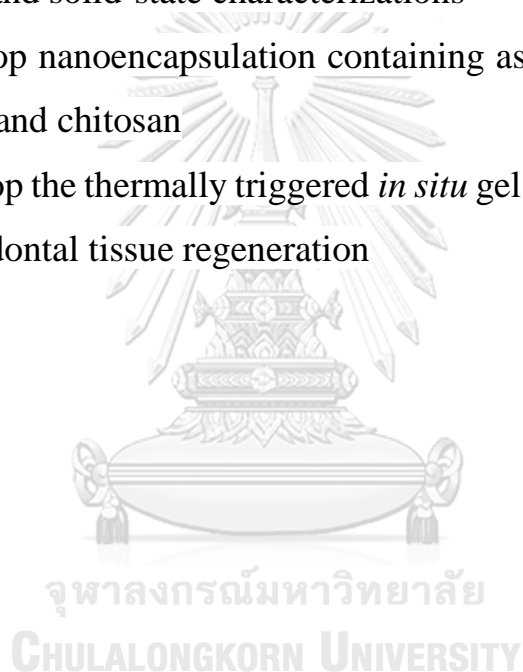 and solid-state characterizations
op nanoencapsulation containing as
and chitosan
op the thermally triggered in situ gel
dontal tissue regeneration
จุฬาลงกรณ์มหาวิทยาลัย
CHULALONGKORN UNIVERSITY